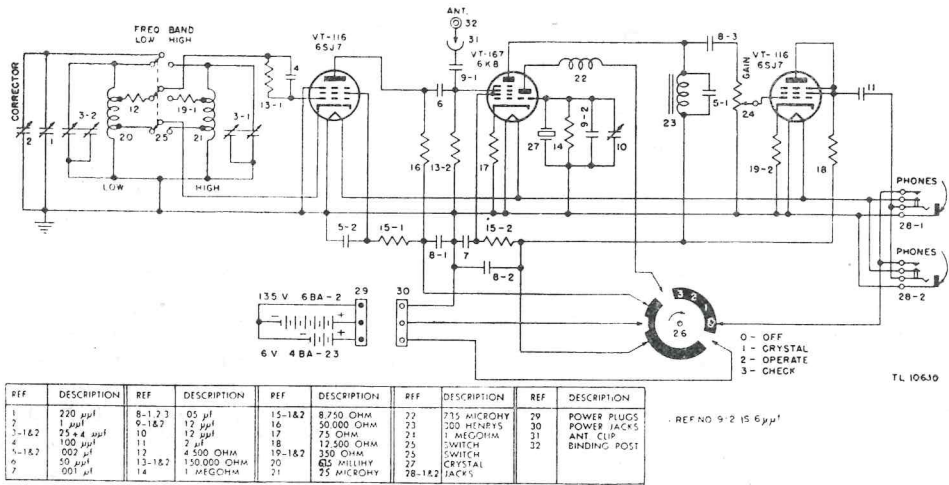 ANT.
32
31
FREQ BAND
LOW HIGH
VT-116
6SJ7
VT-167
6K8
9-1
8-3
VT-116
6SJ7
CORRECTOR
4
13-1
6
22
GAIN
11
3-2
12
19-1
3-1
5-1
24
2
1
20
25
21
16
13-2
17
27
14
9-2
10
23
19-2
18
LOW
HIGH
PHONES
28-1
5-2
15-1
8-1
7
15-2
8-2
PHONES
28-2
135 V 6BA-2
29
30
6 V 4BA-23
3 2 1 0
26
0 - OFF
1 - CRYSTAL
2 - OPERATE
3 - CHECK
TL 10630
REF DESCRIPTION REF DESCRIPTION REF DESCRIPTION REF DESCRIPTION REF DESCRIPTION
1 220 µµf 8-1,2,3 .05 µf 15-1&2 8,750 OHM 22 735 MICROHY 29 POWER PLUGS
2 1 µµf 9-1&2 12 µµf 16 50,000 OHM 23 300 HENRYS 30 POWER JACKS
3-1&2 25+4 µµf 10 12 µµf 17 75 OHM 24 1 MEGOHM 31 ANT CLIP
4 100 µµf 11 2 µf 18 12,500 OHM 25 SWITCH 32 BINDING POST
5-1&2 .002 µf 12 4 500 OHM 19-1&2 350 OHM 25 SWITCH
6 50 µµf 13-1&2 150,000 OHM 20 635 MILLIHY 27 CRYSTAL
7 .001 µf 14 1 MEGOHM 21 25 MICROHY 28-1&2 JACKS
REF NO 9-2 IS 6µµf